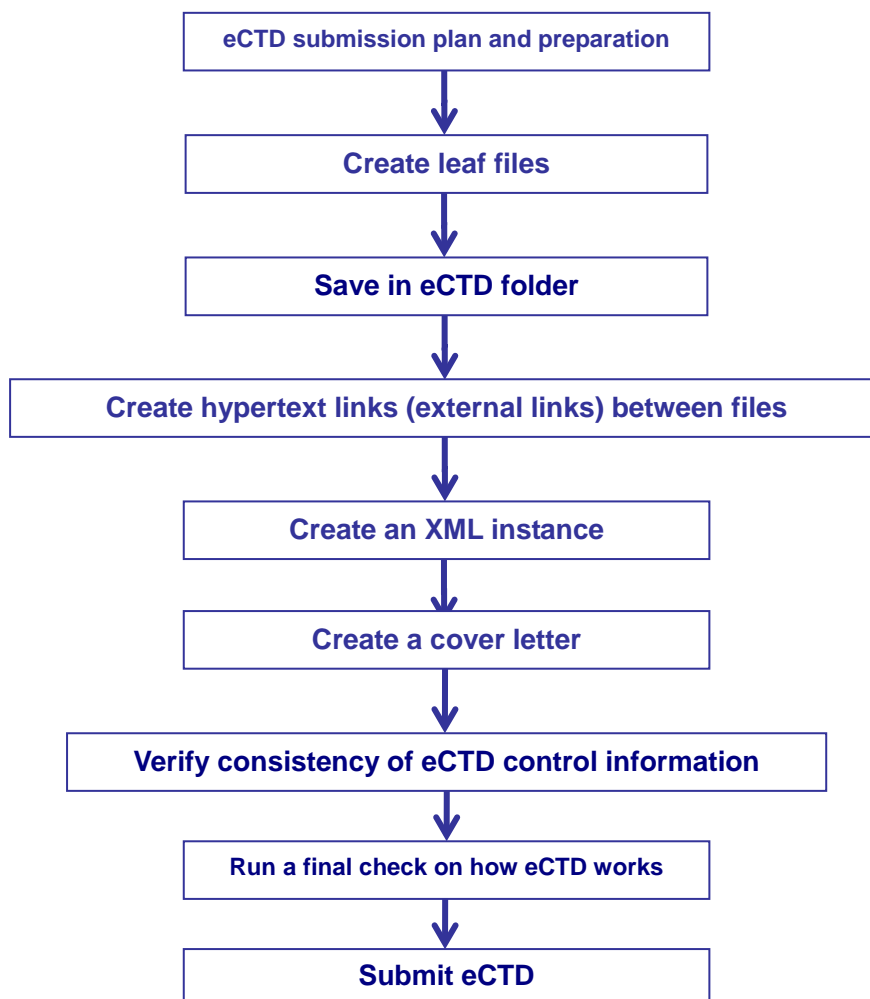 eCTD submission plan and preparation
Create leaf files
Save in eCTD folder
Create hypertext links (external links) between files
Create an XML instance
Create a cover letter
Verify consistency of eCTD control information
Run a final check on how eCTD works
Submit eCTD